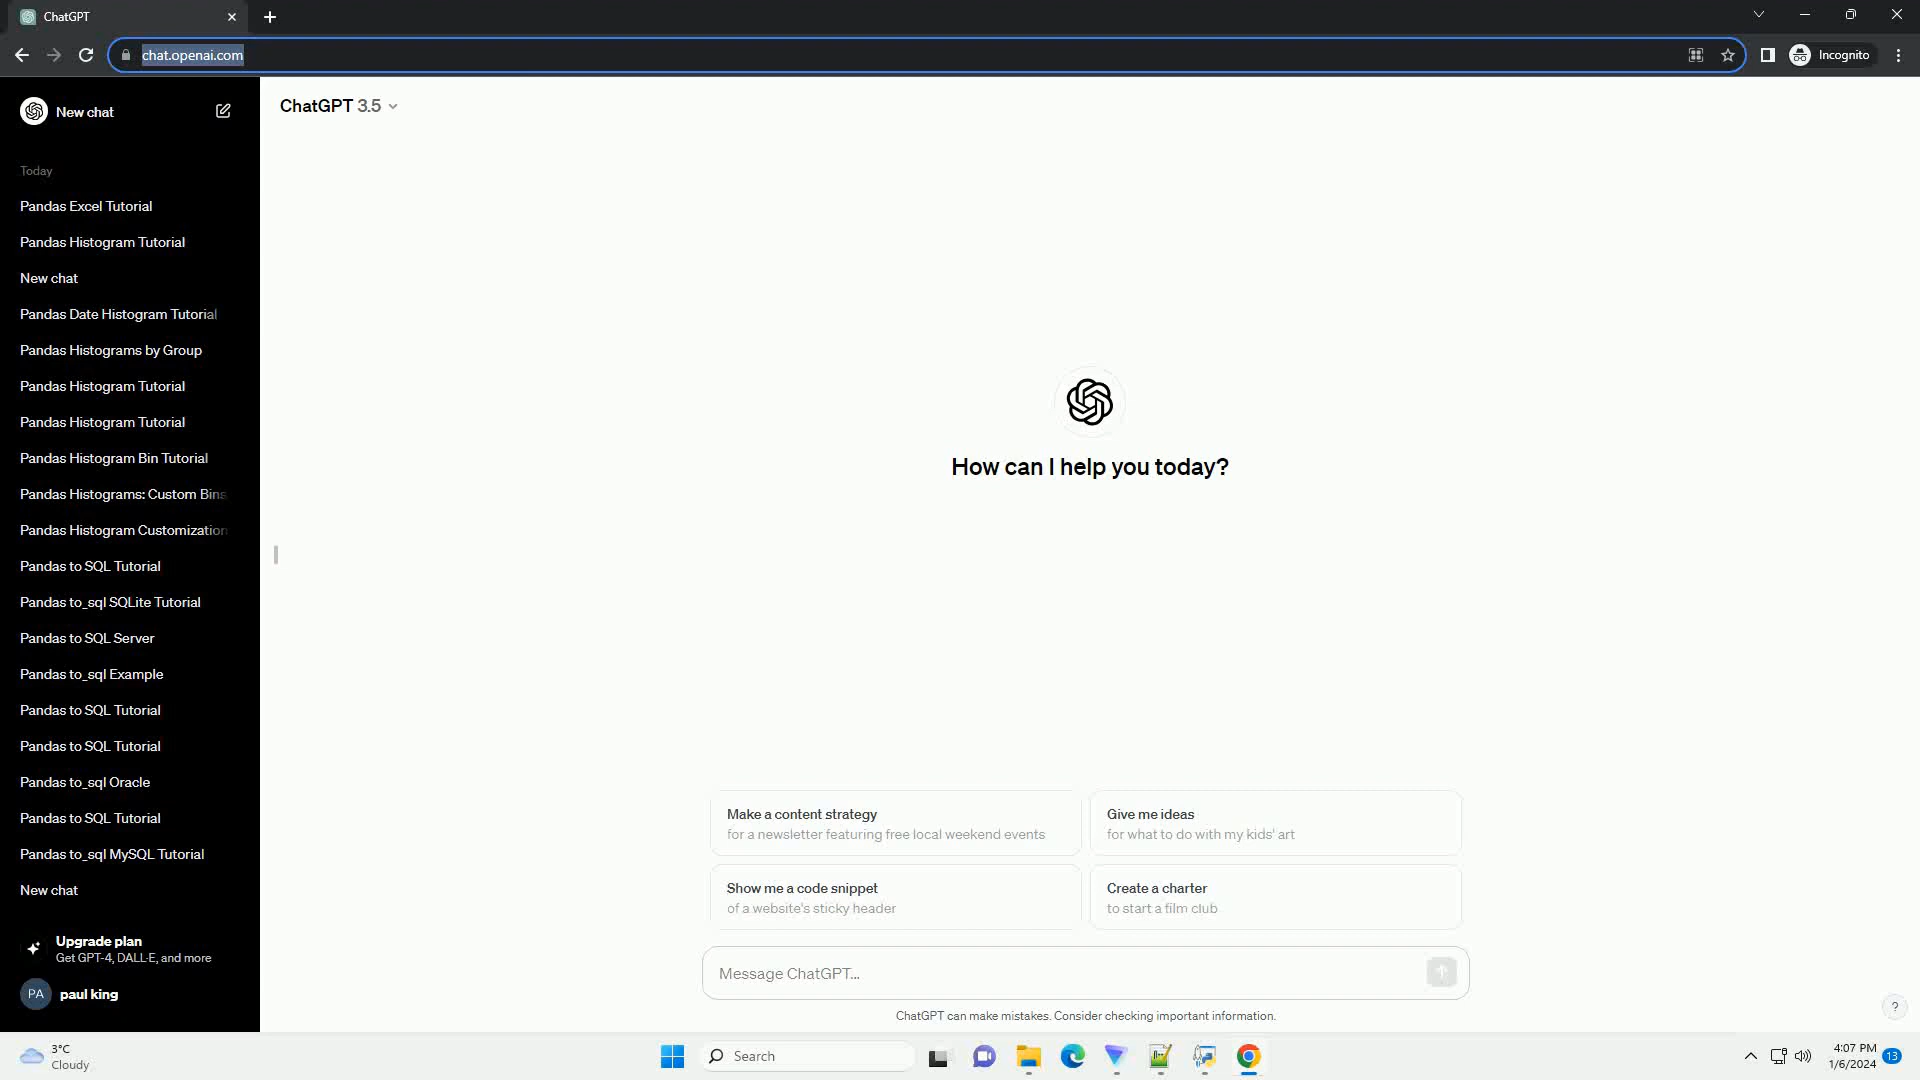 ChatGPT
chat.openai.com
Incognito
New chat
ChatGPT 3.5
Today
Pandas Excel Tutorial
Pandas Histogram Tutorial
New chat
Pandas Date Histogram Tutorial
Pandas Histograms by Group
Pandas Histogram Tutorial
Pandas Histogram Tutorial
Pandas Histogram Bin Tutorial
Pandas Histograms: Custom Bins
Pandas Histogram Customization
Pandas to SQL Tutorial
Pandas to_sql SQLite Tutorial
Pandas to SQL Server
Pandas to_sql Example
Pandas to SQL Tutorial
Pandas to SQL Tutorial
Pandas to_sql Oracle
Pandas to SQL Tutorial
Pandas to_sql MySQL Tutorial
New chat
Upgrade plan
Get GPT-4, DALL·E, and more
PA paul king
How can I help you today?
Make a content strategy
for a newsletter featuring free local weekend events
Give me ideas
for what to do with my kids' art
Show me a code snippet
of a website's sticky header
Create a charter
to start a film club
Message ChatGPT...
ChatGPT can make mistakes. Consider checking important information.
?
3°C
Cloudy
Search
4:07 PM
1/6/2024
13